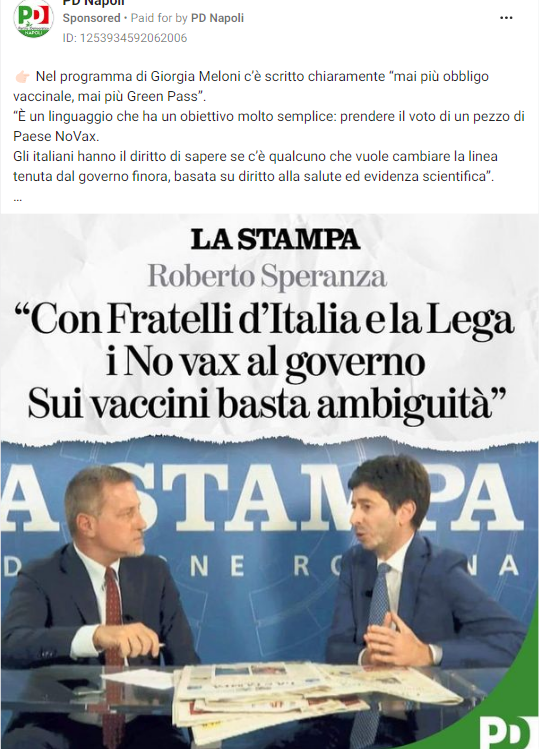 PD Napoli
Sponsored • Paid for by PD Napoli
ID: 1253934592062006
👉🏻 Nel programma di Giorgia Meloni c’è scritto chiaramente “mai più obbligo
vaccinale, mai più Green Pass”.
“È un linguaggio che ha un obiettivo molto semplice: prendere il voto di un pezzo di
Paese NoVax.
Gli italiani hanno il diritto di sapere se c’è qualcuno che vuole cambiare la linea
tenuta dal governo finora, basata su diritto alla salute ed evidenza scientifica”.
...
LA STAMPA
Roberto Speranza
“Con Fratelli d’Italia e la Lega
i No vax al governo
Sui vaccini basta ambiguità”
A STAMPA
D ONE RO NA
PD
PD
NAPOLI